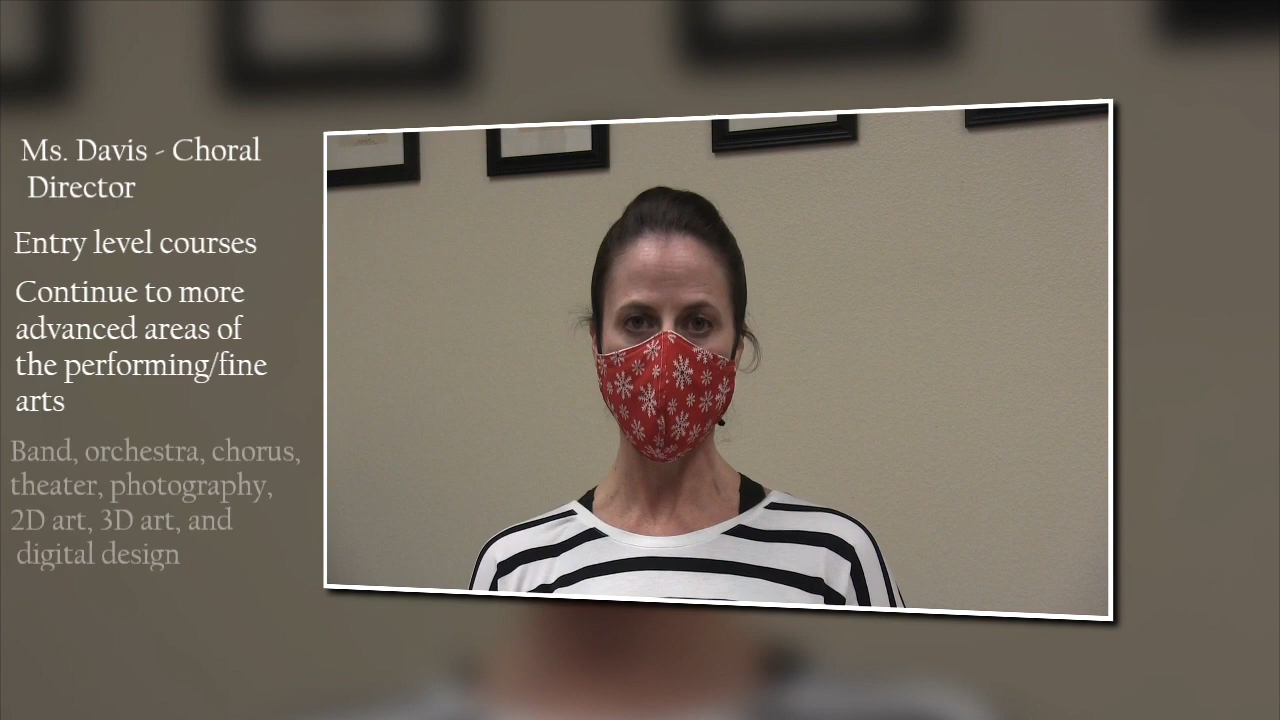 Ms. Davis - Choral
Director
Entry level courses
Continue to more
advanced areas of
the performing/fine
arts
Band, orchestra, chorus,
theater, photography,
2D art, 3D art, and
digital design